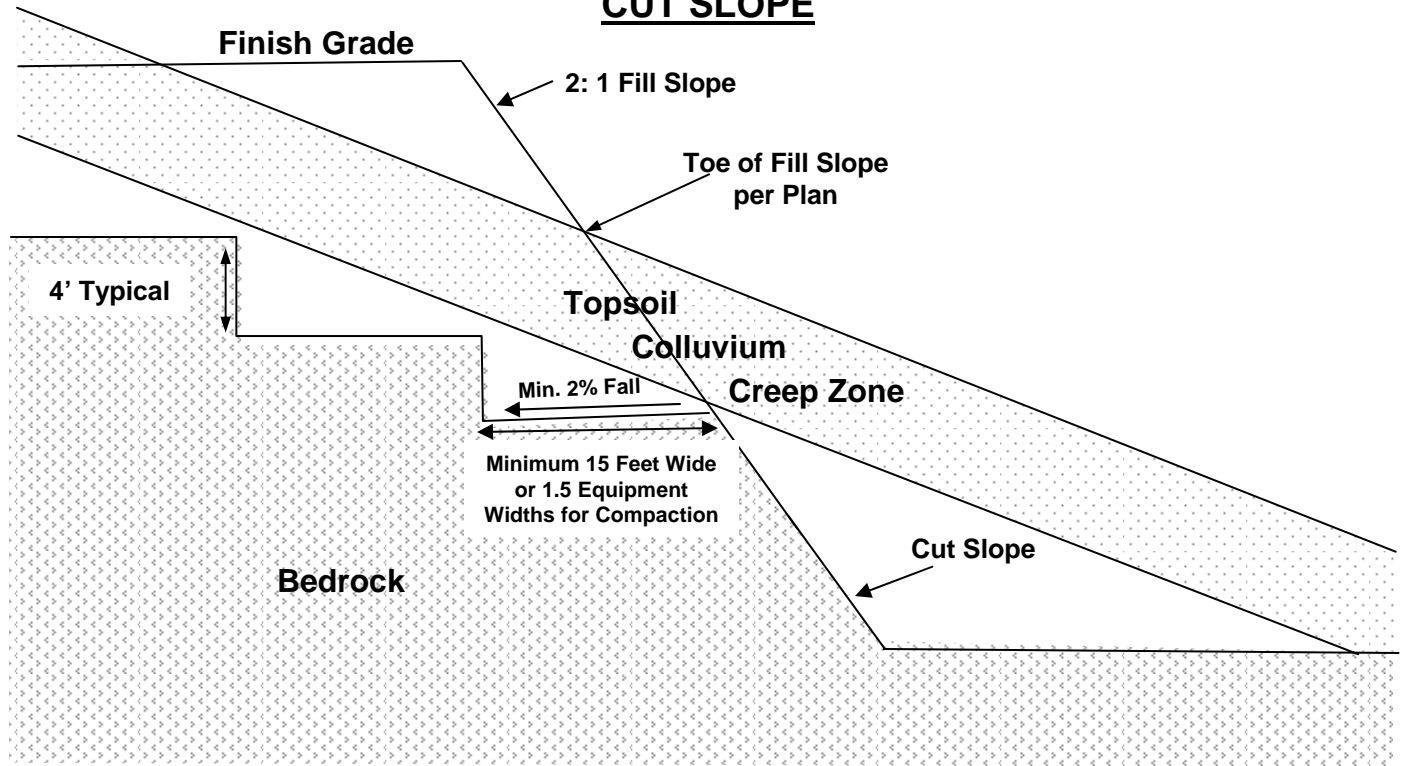 CUT SLOPE
Finish Grade
2: 1 Fill Slope
Toe of Fill Slope
per Plan
4’ Typical
Topsoil
Colluvium
Creep Zone
Min. 2% Fall
Minimum 15 Feet Wide
or 1.5 Equipment
Widths for Compaction
Cut Slope
Bedrock